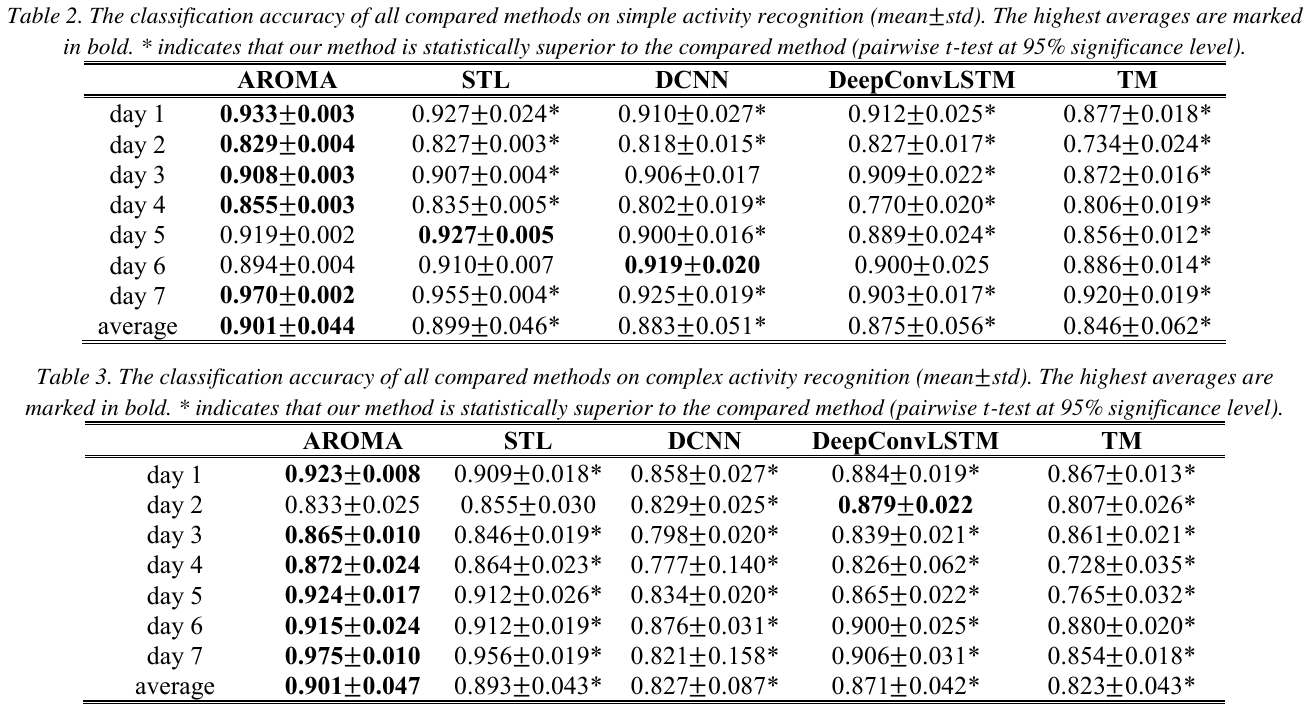 Table 2. The classification accuracy of all compared methods on simple activity recognition (mean±std). The highest averages are marked
in bold. * indicates that our method is statistically superior to the compared method (pairwise t-test at 95% significance level).
AROMA STL DCNN DeepConvLSTM TM
day 1 0.933±0.003 0.927±0.024* 0.910±0.027* 0.912±0.025* 0.877±0.018*
day 2 0.829±0.004 0.827±0.003* 0.818±0.015* 0.827±0.017* 0.734±0.024*
day 3 0.908±0.003 0.907±0.004* 0.906±0.017 0.909±0.022* 0.872±0.016*
day 4 0.855±0.003 0.835±0.005* 0.802±0.019* 0.770±0.020* 0.806±0.019*
day 5 0.919±0.002 0.927±0.005 0.900±0.016* 0.889±0.024* 0.856±0.012*
day 6 0.894±0.004 0.910±0.007 0.919±0.020 0.900±0.025 0.886±0.014*
day 7 0.970±0.002 0.955±0.004* 0.925±0.019* 0.903±0.017* 0.920±0.019*
average 0.901±0.044 0.899±0.046* 0.883±0.051* 0.875±0.056* 0.846±0.062*
Table 3. The classification accuracy of all compared methods on complex activity recognition (mean±std). The highest averages are
marked in bold. * indicates that our method is statistically superior to the compared method (pairwise t-test at 95% significance level).
AROMA STL DCNN DeepConvLSTM TM
day 1 0.923±0.008 0.909±0.018* 0.858±0.027* 0.884±0.019* 0.867±0.013*
day 2 0.833±0.025 0.855±0.030 0.829±0.025* 0.879±0.022 0.807±0.026*
day 3 0.865±0.010 0.846±0.019* 0.798±0.020* 0.839±0.021* 0.861±0.021*
day 4 0.872±0.024 0.864±0.023* 0.777±0.140* 0.826±0.062* 0.728±0.035*
day 5 0.924±0.017 0.912±0.026* 0.834±0.020* 0.865±0.022* 0.765±0.032*
day 6 0.915±0.024 0.912±0.019* 0.876±0.031* 0.900±0.025* 0.880±0.020*
day 7 0.975±0.010 0.956±0.019* 0.821±0.158* 0.906±0.031* 0.854±0.018*
average 0.901±0.047 0.893±0.043* 0.827±0.087* 0.871±0.042* 0.823±0.043*